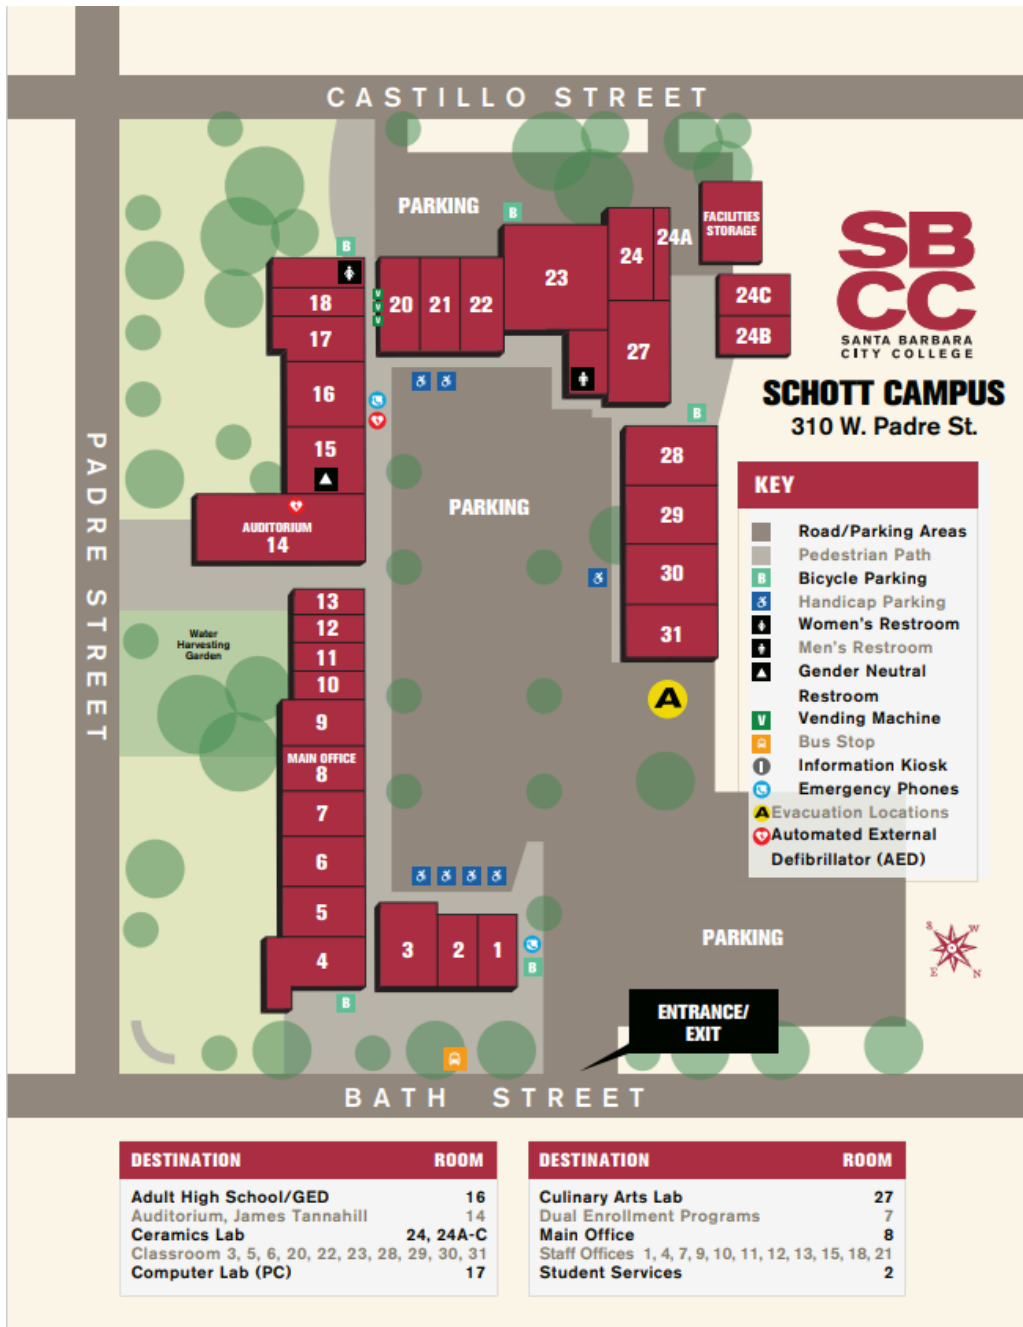 CASTILLO STREET
PARKING
B
FACILITIES
STORAGE
24A
24
23
B
18
17
16
15
V
V
V
20
21
22
24C
24B
27
SB
CC
SANTA BARBARA
CITY COLLEGE
SCHOTT CAMPUS
310 W. Padre St.
B
PADRE STREET
PARKING
28
29
30
31
AUDITORIUM
14
A
13
12
11
10
9
MAIN OFFICE
8
7
6
5
4
Water
Harvesting
Garden
KEY
Road/Parking Areas
Pedestrian Path
B Bicycle Parking
Handicap Parking
Women's Restroom
Men's Restroom
Gender Neutral
Restroom
V Vending Machine
Bus Stop
I Information Kiosk
Emergency Phones
A Evacuation Locations
Automated External
Defibrillator (AED)
S W
E N
PARKING
3
2
1
B
B
ENTRANCE/
EXIT
BATH STREET
DESTINATION ROOM
Adult High School/GED 16
Auditorium, James Tannahill 14
Ceramics Lab 24, 24A-C
Classroom 3, 5, 6, 20, 22, 23, 28, 29, 30, 31
Computer Lab (PC) 17
DESTINATION ROOM
Culinary Arts Lab 27
Dual Enrollment Programs 7
Main Office 8
Staff Offices 1, 4, 7, 9, 10, 11, 12, 13, 15, 18, 21
Student Services 2